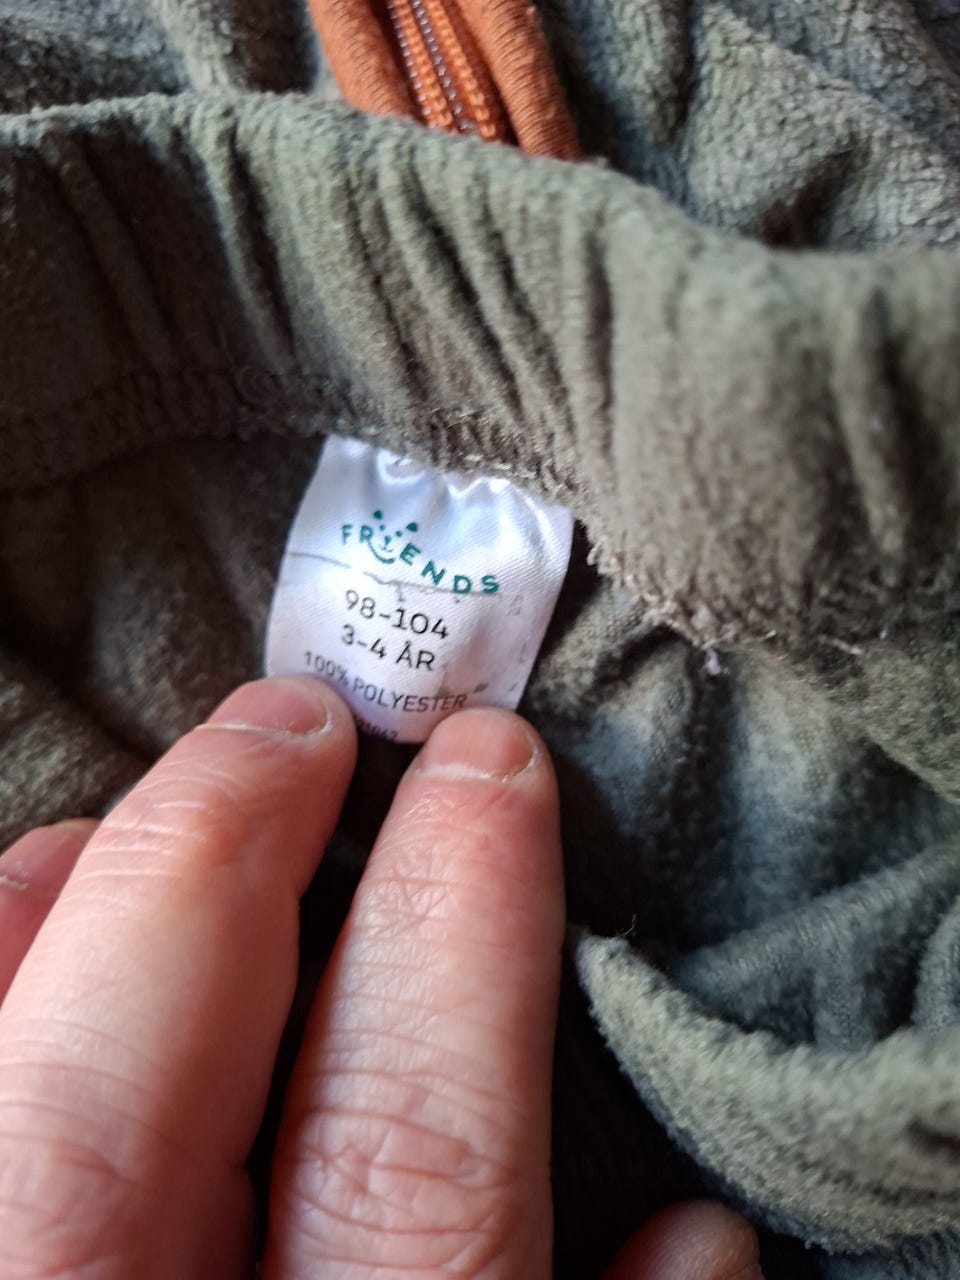 FRIENDS
98-104
3-4 ÅR
100% POLYESTER